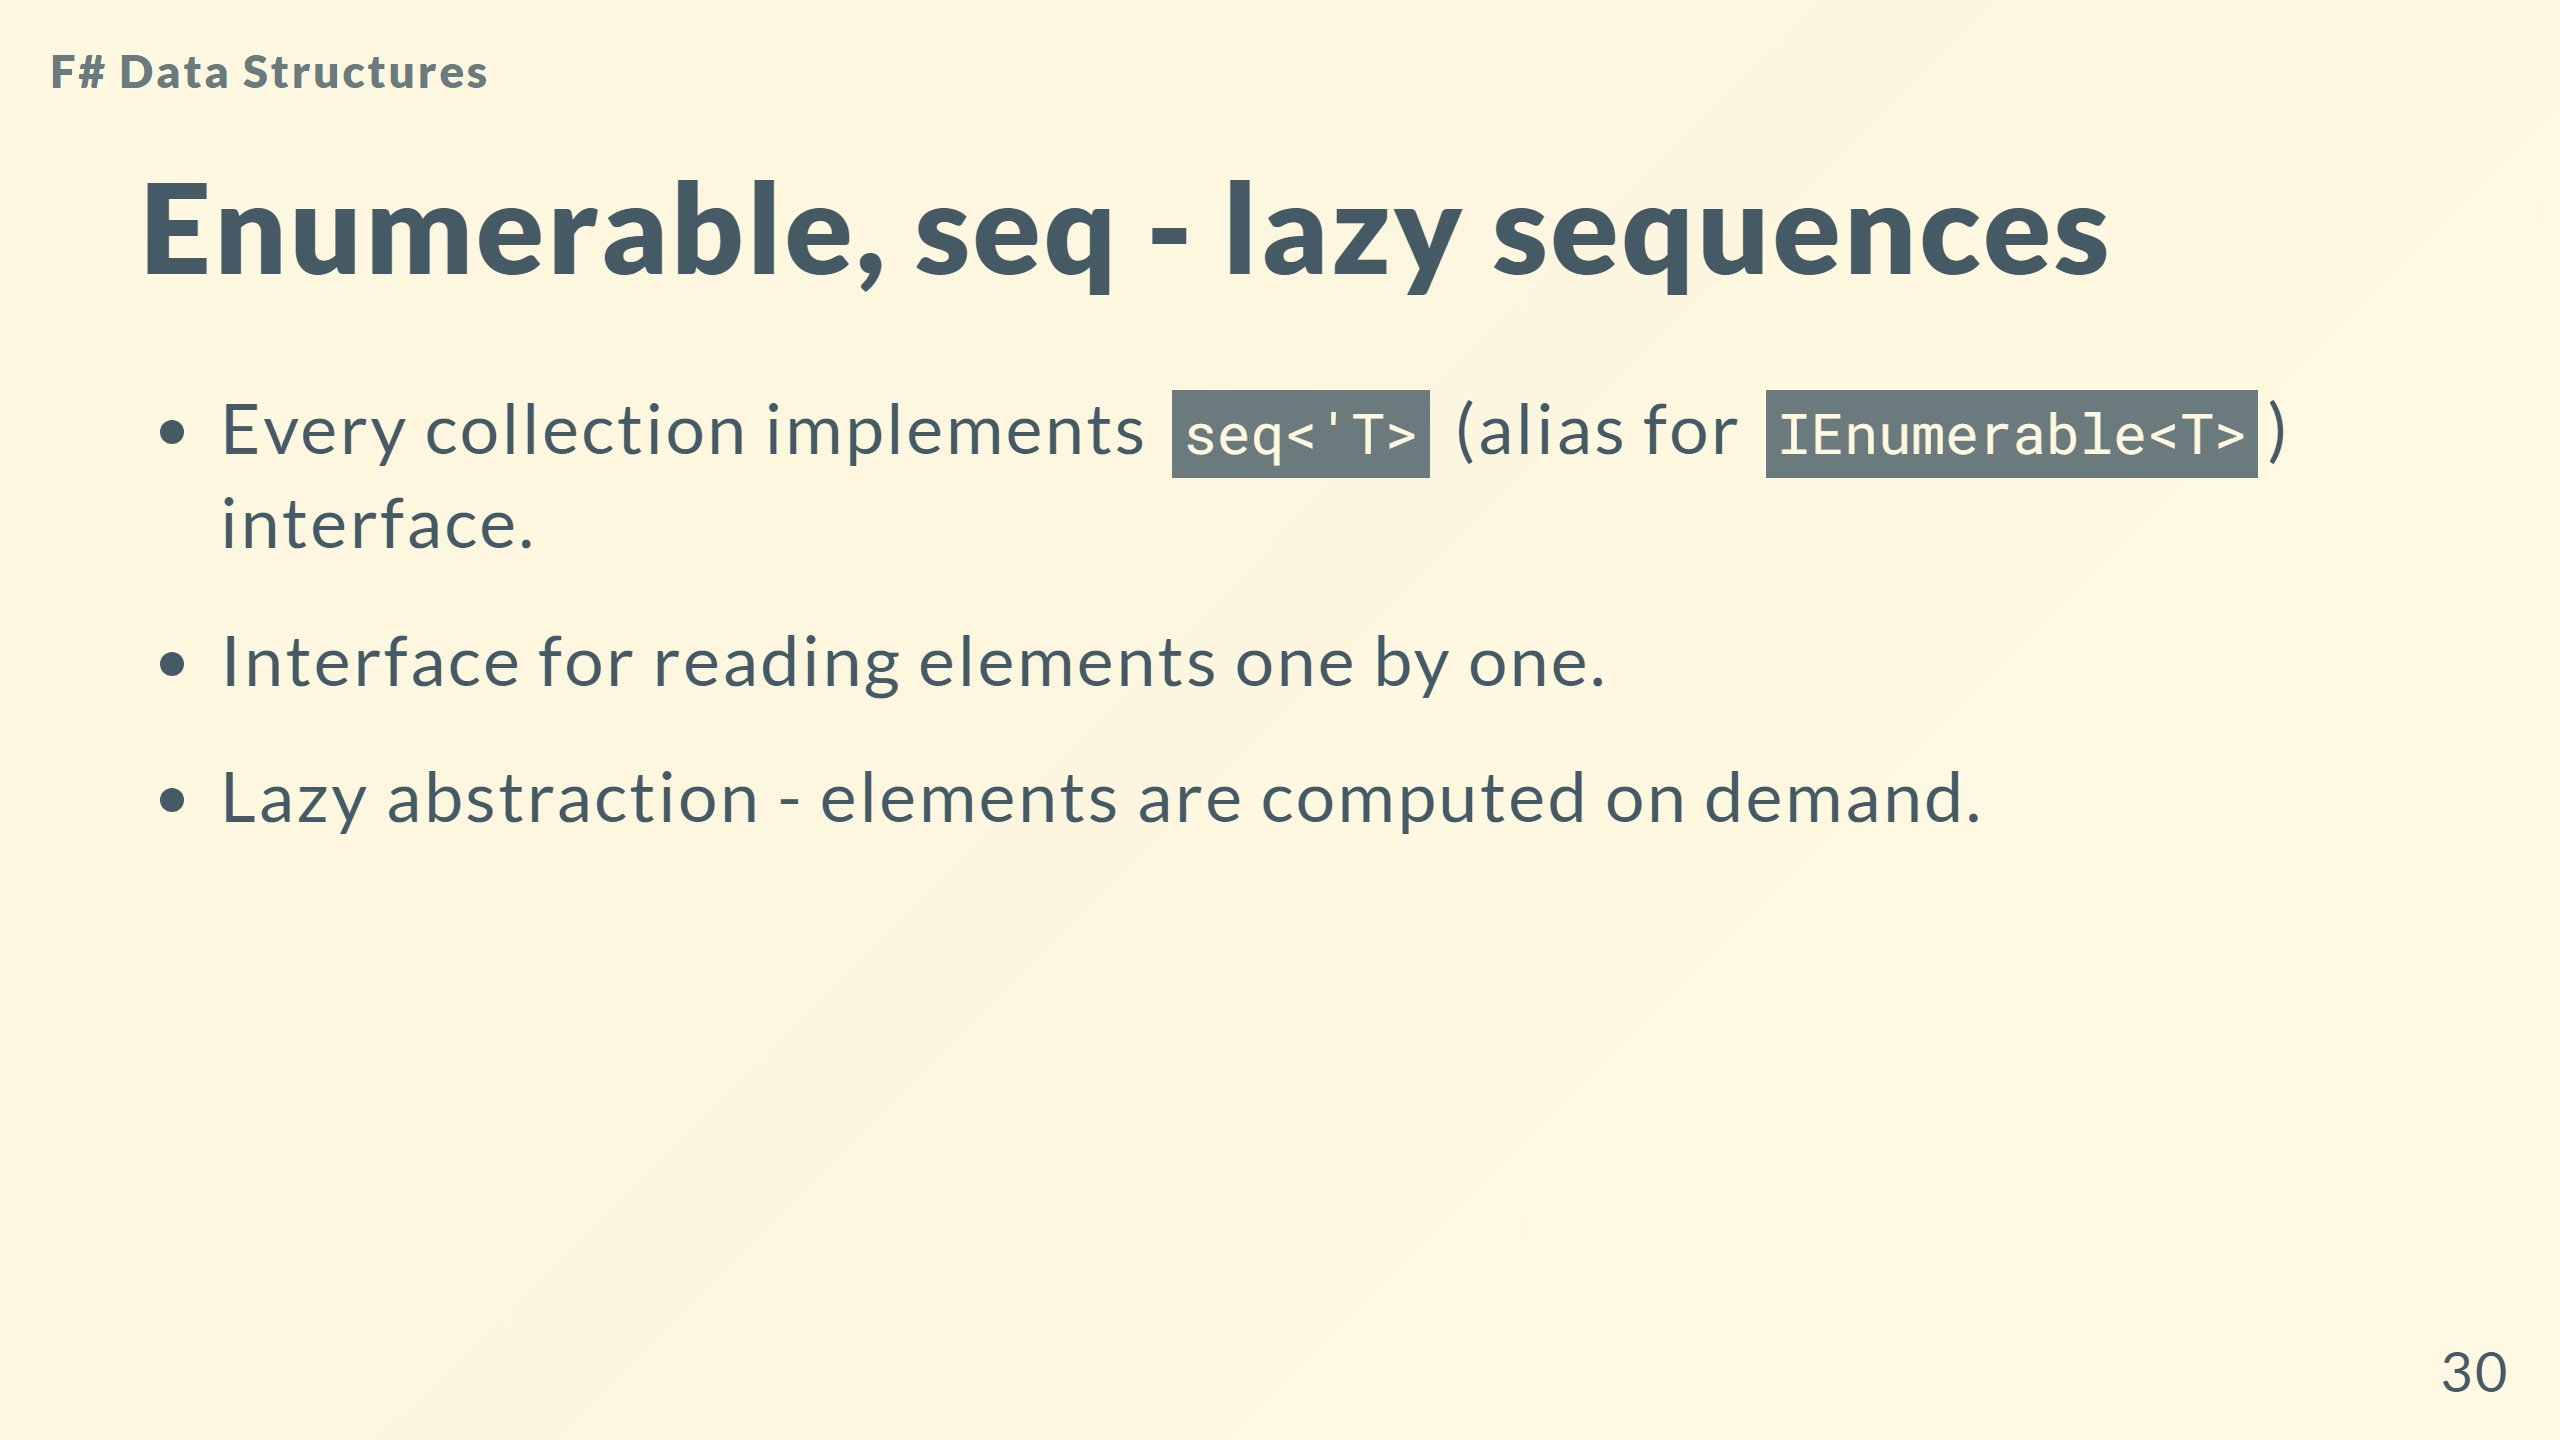 F# Data Structures
Enumerable, seq - lazy sequences
• Every collection implements seq<'T> (alias for IEnumerable<T>)
interface.
• Interface for reading elements one by one.
• Lazy abstraction - elements are computed on demand.
30